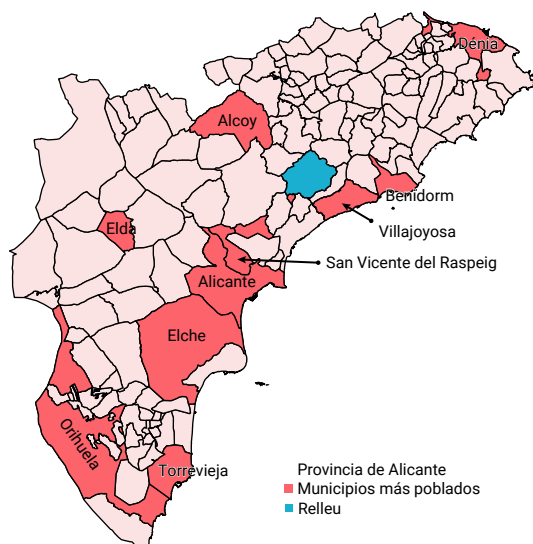 Dénia
Alcoy
Benidorm
Elda
Villajoyosa
San Vicente del Raspeig
Alicante
Elche
Orihuela
Torrevieja
Provincia de Alicante
Municipios más poblados
Relleu